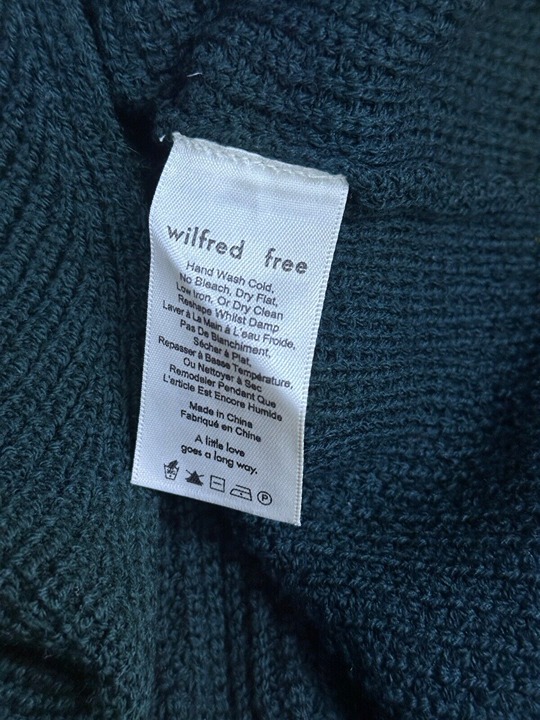 wilfred free
Hand Wash Cold,
No Bleach, Dry Flat,
Low Iron, Or Dry Clean
Reshape Whilst Damp
Laver à La Main à L'eau Froide,
Pas De Blanchiment,
Sécher à Plat,
Repasser à Basse Température,
Ou Nettoyer à Sec
Remodeler Pendant Que
L'article Est Encore Humide
Made in China
Fabriqué en Chine
A little love
goes a long way.
P